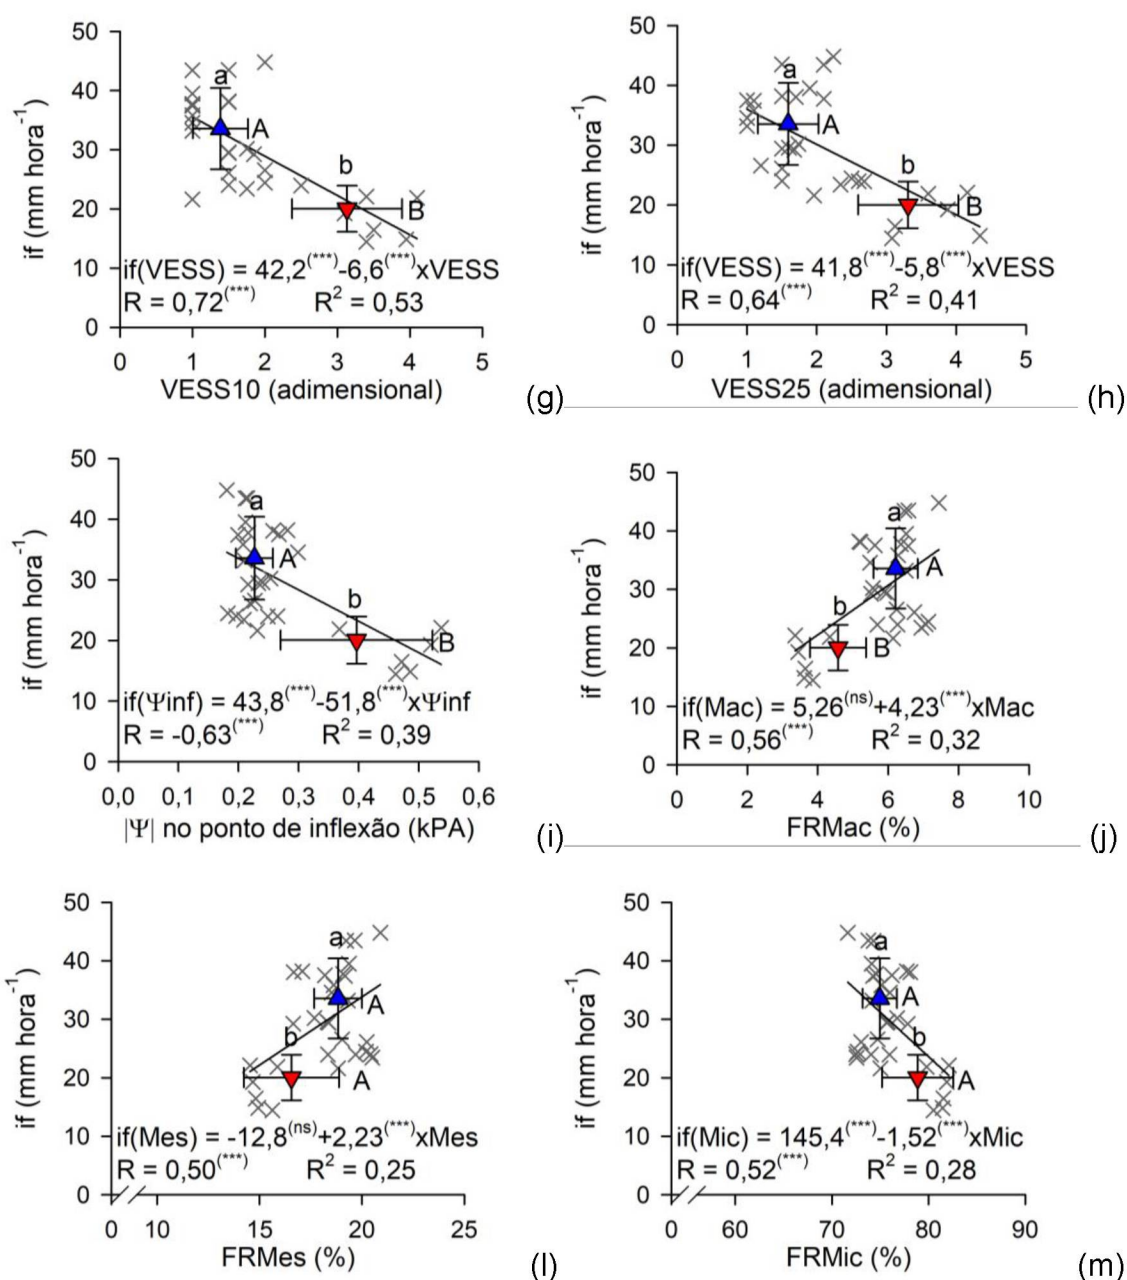 50
40
30
20
10
0
if (mm hora-1)
a
A
b
B
if(VESS) = 42,2(***)-6,6(***)xVESS
R = 0,72(***) R2 = 0,53
0 1 2 3 4 5
VESS10 (adimensional)
(g)
50
40
30
20
10
0
if (mm hora-1)
a
A
b
B
if(VESS) = 41,8(***)-5,8(***)xVESS
R = 0,64(***) R2 = 0,41
0 1 2 3 4 5
VESS25 (adimensional)
(h)
50
40
30
20
10
0
if (mm hora-1)
a
A
b
B
if(Ψinf) = 43,8(***)-51,8(***)xΨinf
R = -0,63(***) R2 = 0,39
0,0 0,1 0,2 0,3 0,4 0,5 0,6
|Ψ| no ponto de inflexão (kPA)
(i)
50
40
30
20
10
0
if (mm hora-1)
a
A
b
B
if(Mac) = 5,26(ns)+4,23(***)xMac
R = 0,56(***) R2 = 0,32
0 2 4 6 8 10
FRMac (%)
(j)
50
40
30
20
10
0
if (mm hora-1)
a
A
b
A
if(Mes) = -12,8(ns)+2,23(***)xMes
R = 0,50(***) R2 = 0,25
0 10 15 20 25
FRMes (%)
(l)
50
40
30
20
10
0
if (mm hora-1)
a
A
b
A
if(Mic) = 145,4(***)-1,52(***)xMic
R = 0,52(***) R2 = 0,28
0 60 70 80 90
FRMic (%)
(m)